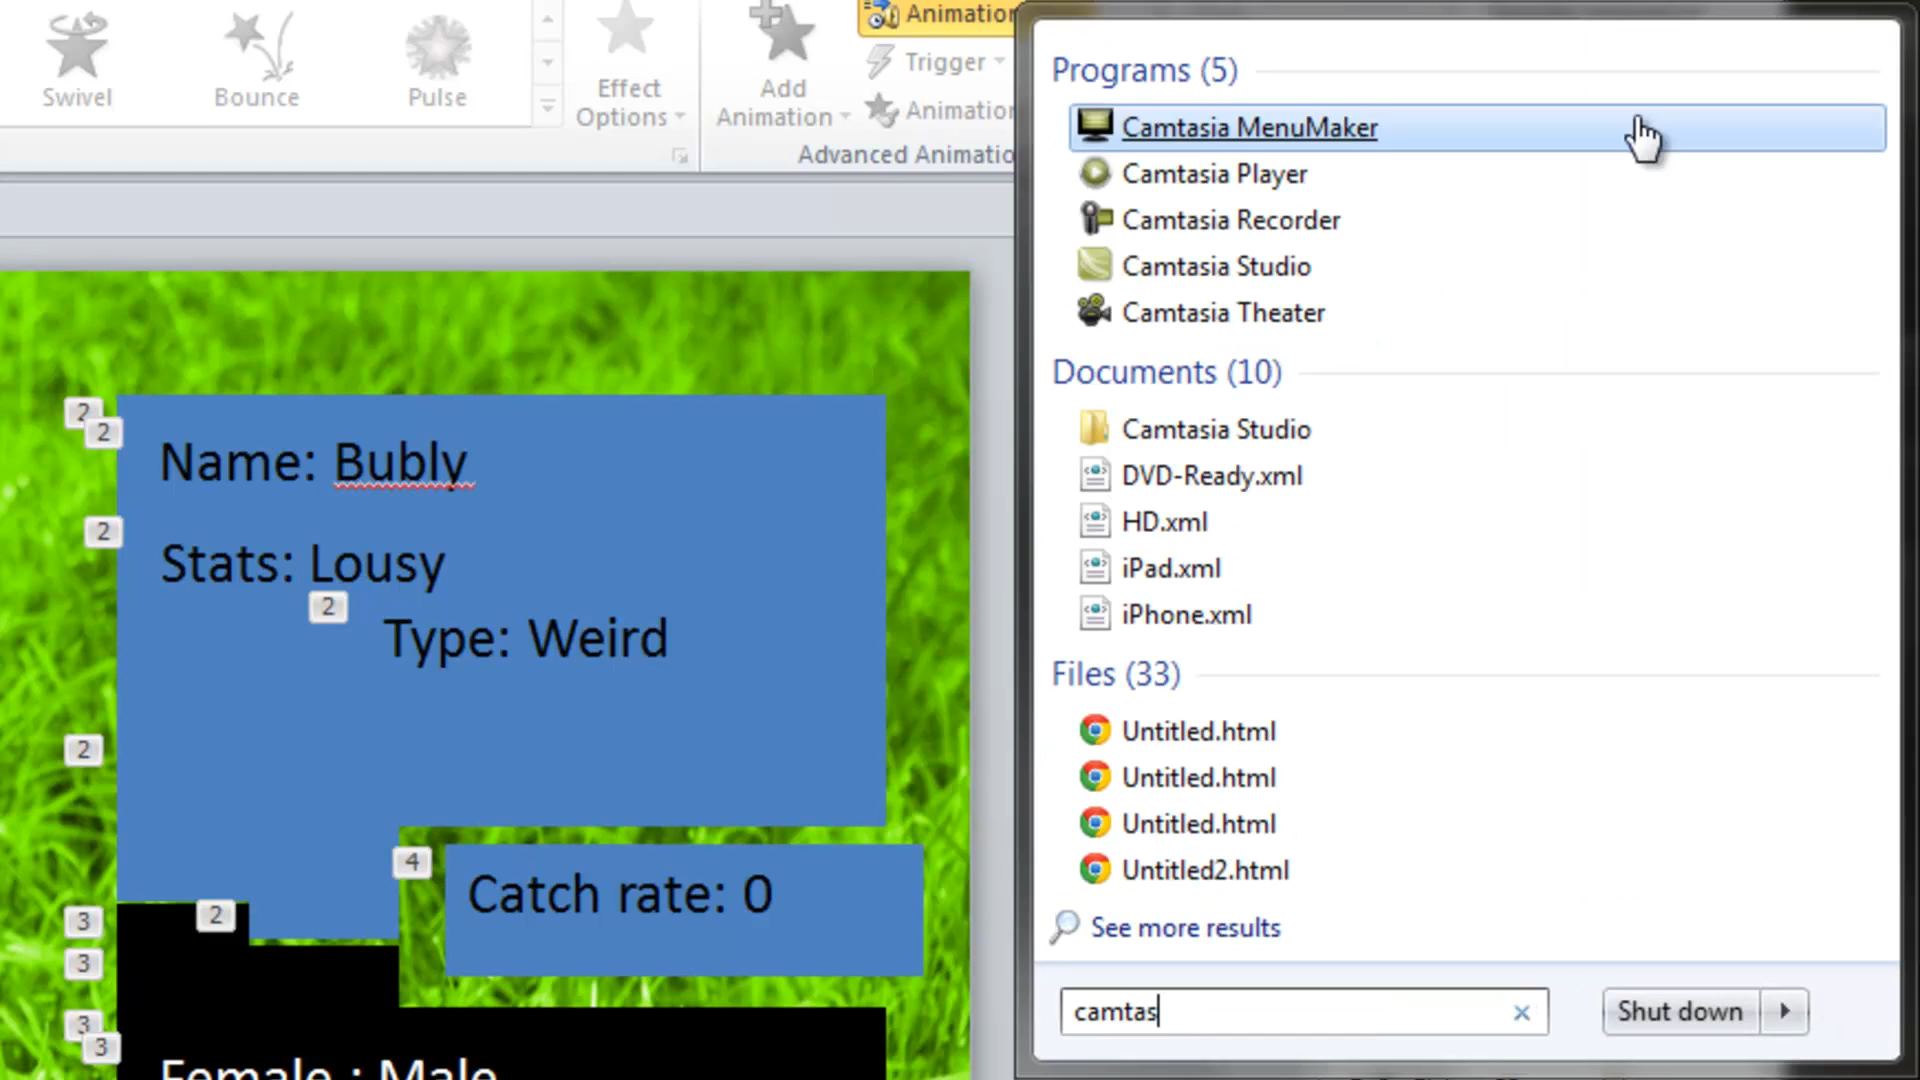 Swivel
Bounce
Pulse
Effect
Options
Add
Animation
Animation
Trigger
Animation
Advanced Animatio
2
2
Name: Bubly
2
Stats: Lousy
2
Type: Weird
2
4
Catch rate: 0
2
3
3
3
3
Female : Male
Programs (5)
Camtasia MenuMaker
Camtasia Player
Camtasia Recorder
Camtasia Studio
Camtasia Theater
Documents (10)
Camtasia Studio
DVD-Ready.xml
HD.xml
iPad.xml
iPhone.xml
Files (33)
Untitled.html
Untitled.html
Untitled.html
Untitled2.html
See more results
camtas
Shut down